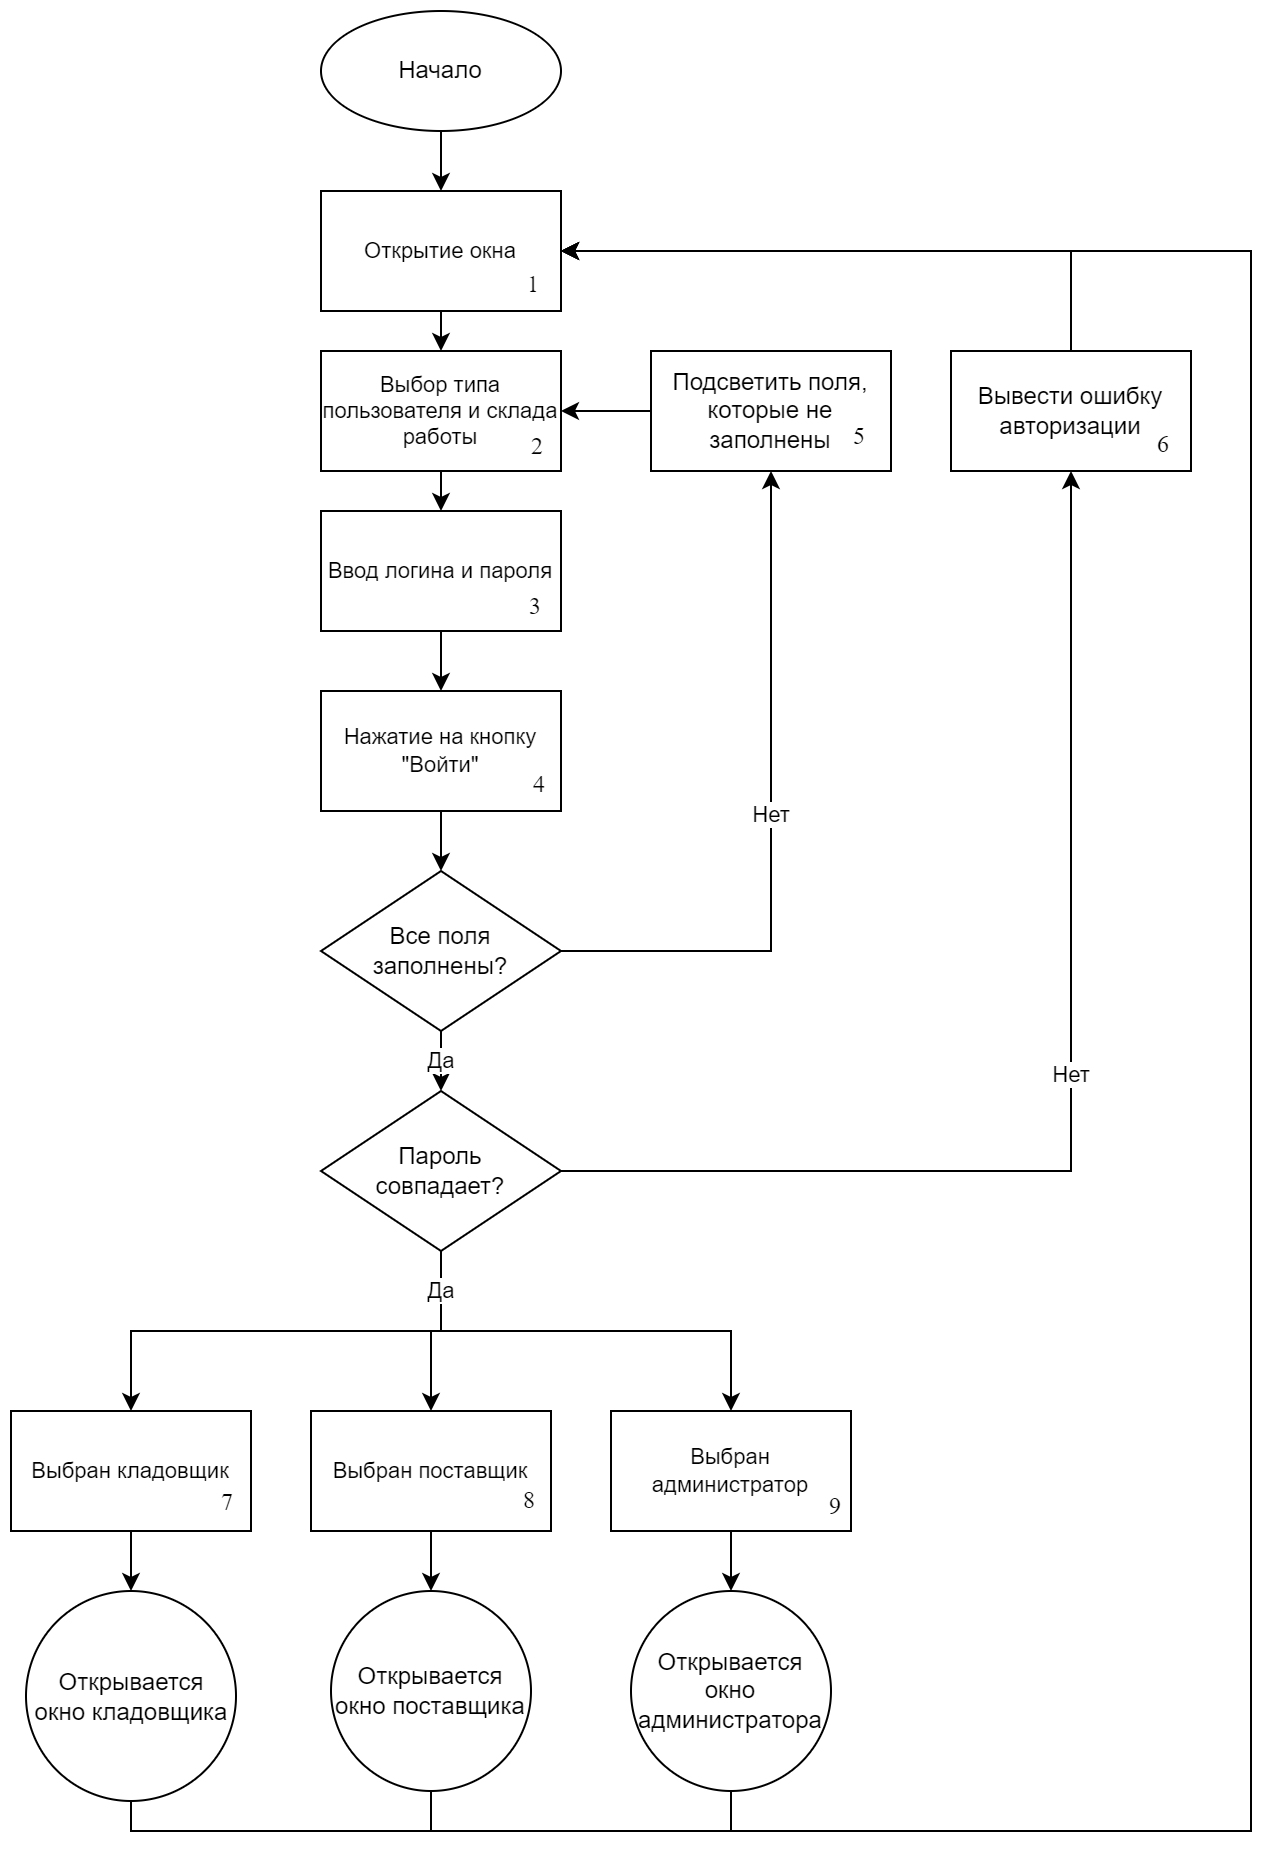 Начало
Открытие окна
1
Выбор типа
пользователя и склада
работы
2
Подсветить поля,
которые не
заполнены
5
Вывести ошибку
авторизации
6
Ввод логина и пароля
3
Нажатие на кнопку
"Войти"
4
Нет
Все поля
заполнены?
Да
Нет
Пароль
совпадает?
Да
Выбран кладовщик
7
Выбран поставщик
8
Выбран
администратор
9
Открывается
окно кладовщика
Открывается
окно поставщика
Открывается
окно
администратора